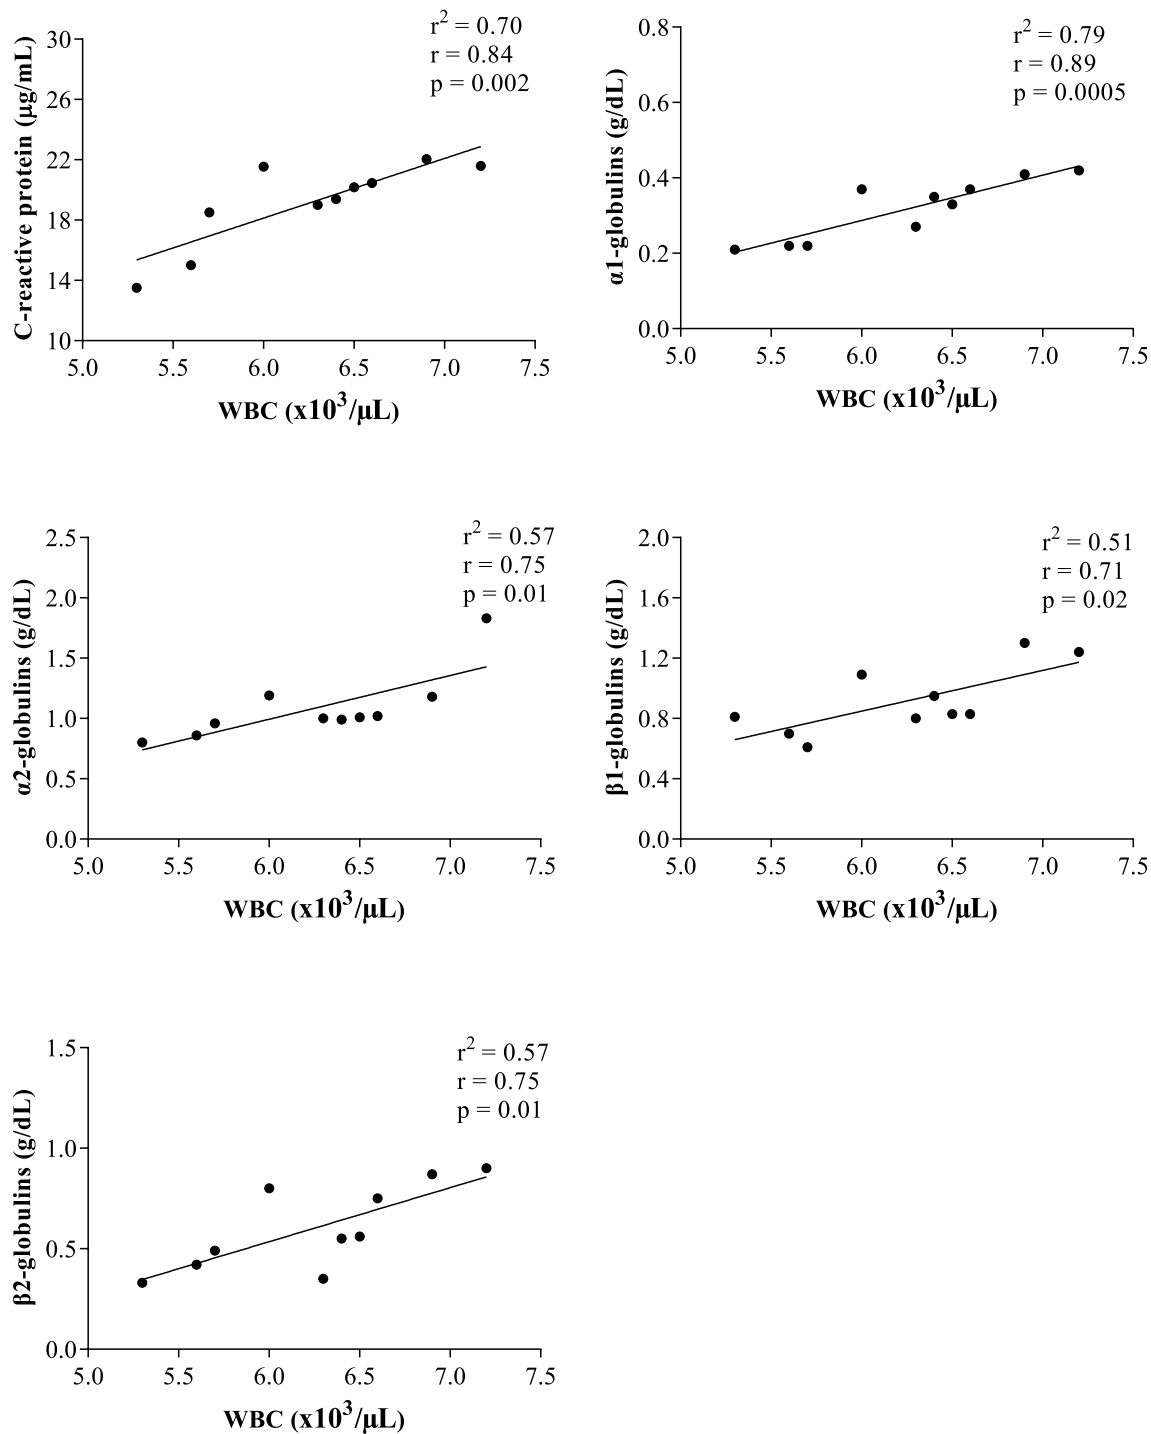 r² = 0.70
r = 0.84
p = 0.002
C-reactive protein (μg/mL)
30
26
22
18
14
10
5.0 5.5 6.0 6.5 7.0 7.5
WBC (x10³/μL)
r² = 0.79
r = 0.89
p = 0.0005
α1-globulins (g/dL)
0.8
0.6
0.4
0.2
0.0
5.0 5.5 6.0 6.5 7.0 7.5
WBC (x10³/μL)
r² = 0.57
r = 0.75
p = 0.01
α2-globulins (g/dL)
2.5
2.0
1.5
1.0
0.5
0.0
5.0 5.5 6.0 6.5 7.0 7.5
WBC (x10³/μL)
r² = 0.51
r = 0.71
p = 0.02
β1-globulins (g/dL)
2.0
1.6
1.2
0.8
0.4
0.0
5.0 5.5 6.0 6.5 7.0 7.5
WBC (x10³/μL)
r² = 0.57
r = 0.75
p = 0.01
β2-globulins (g/dL)
1.5
1.0
0.5
0.0
5.0 5.5 6.0 6.5 7.0 7.5
WBC (x10³/μL)